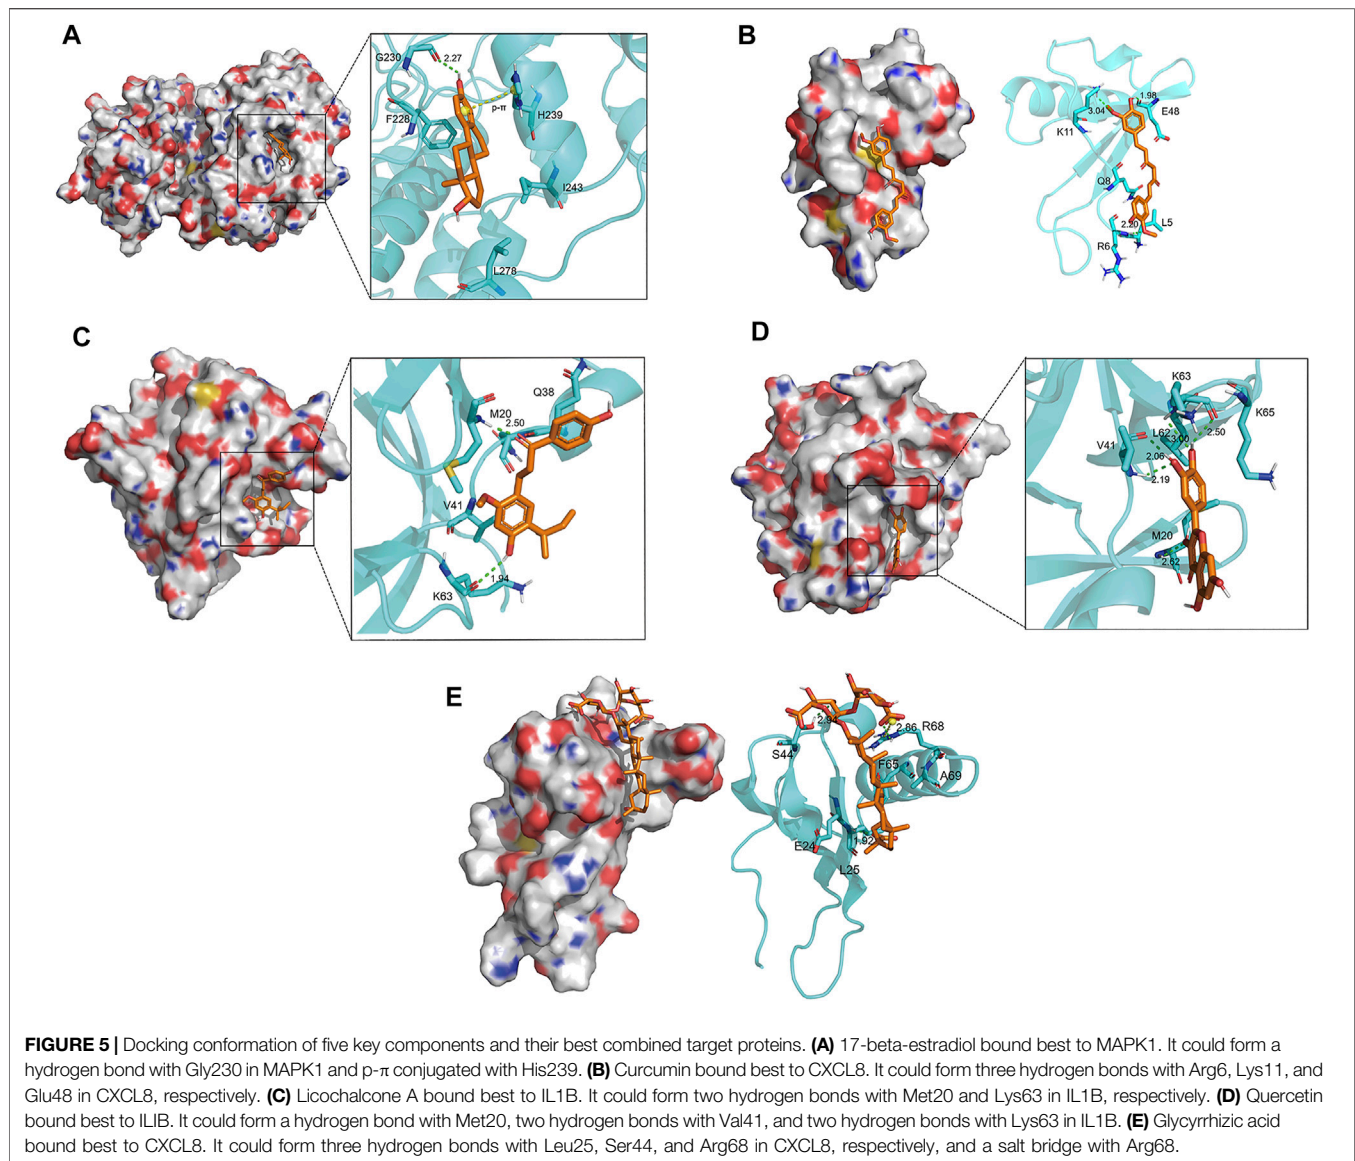 A
G230
2.27
p-π
H239
F228
I243
L278
B
1.98
3.04
E48
K11
Q8
L5
2.20
R6
C
Q38
M20
2.50
V41
1.94
K63
D
K63
K65
L62
V41
3.00
2.50
2.06
2.19
M20
2.62
E
2.94
2.86
R68
S44
F65
A69
E24
1.92
L25
FIGURE 5 | Docking conformation of five key components and their best combined target proteins. (A) 17-beta-estradiol bound best to MAPK1. It could form a
hydrogen bond with Gly230 in MAPK1 and p-π conjugated with His239. (B) Curcumin bound best to CXCL8. It could form three hydrogen bonds with Arg6, Lys11, and
Glu48 in CXCL8, respectively. (C) Licochalcone A bound best to IL1B. It could form two hydrogen bonds with Met20 and Lys63 in IL1B, respectively. (D) Quercetin
bound best to ILIB. It could form a hydrogen bond with Met20, two hydrogen bonds with Val41, and two hydrogen bonds with Lys63 in IL1B. (E) Glycyrrhizic acid
bound best to CXCL8. It could form three hydrogen bonds with Leu25, Ser44, and Arg68 in CXCL8, respectively, and a salt bridge with Arg68.